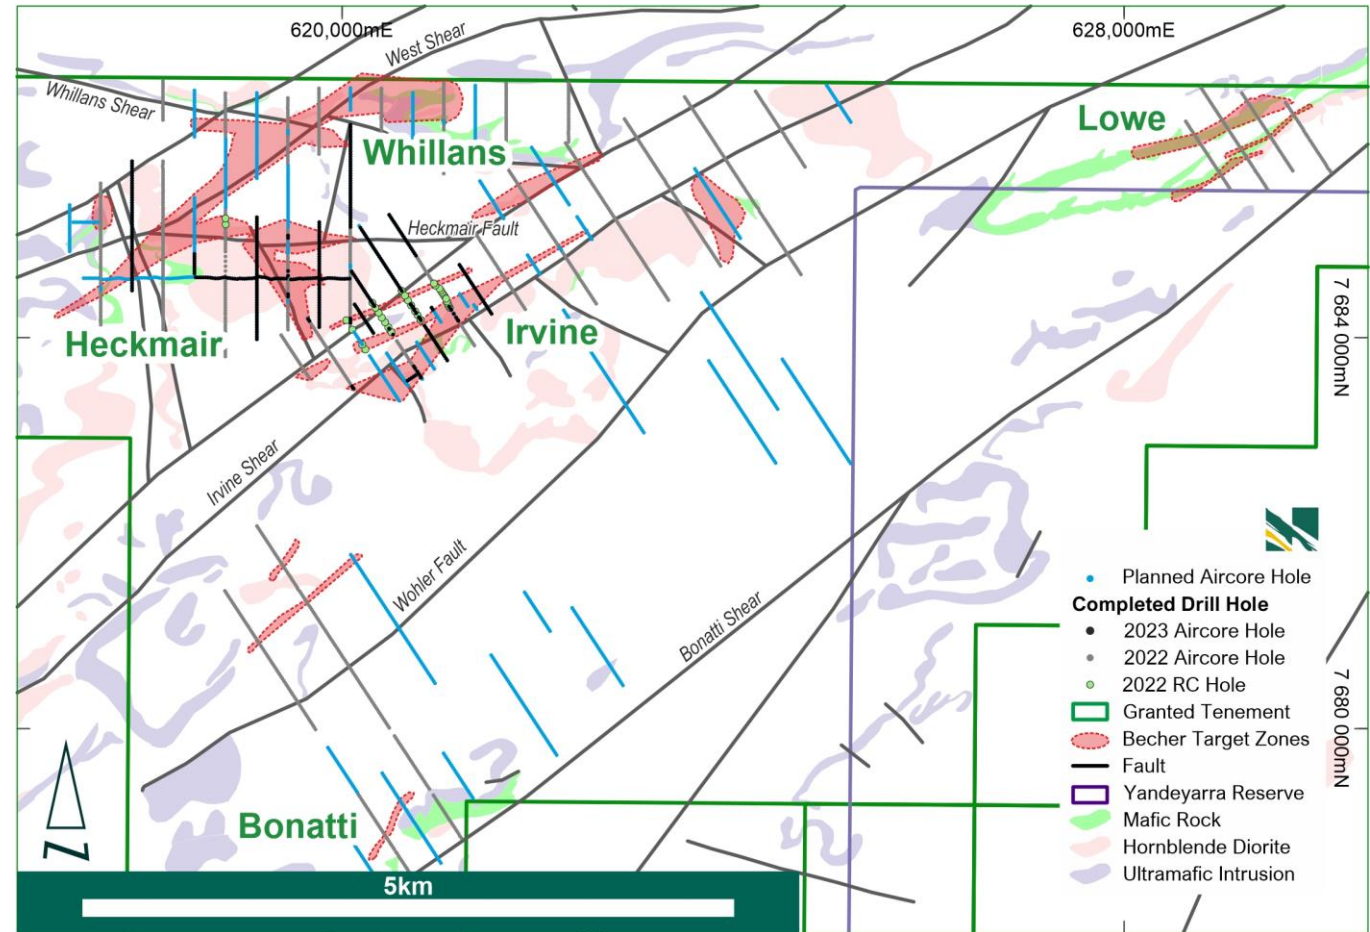 620,000mE
628,000mE
West Shear
Whillans Shear
Lowe
Whillans
Heckmair Fault
Heckmair
Irvine
7 684 000mN
Irvine Shear
Wohler Fault
Bonatti Shear
Planned Aircore Hole
Completed Drill Hole
2023 Aircore Hole
2022 Aircore Hole
2022 RC Hole
Granted Tenement
Becher Target Zones
Fault
Yandeyarra Reserve
Mafic Rock
Hornblende Diorite
Ultramafic Intrusion
7 680 000mN
Bonatti
N
5km